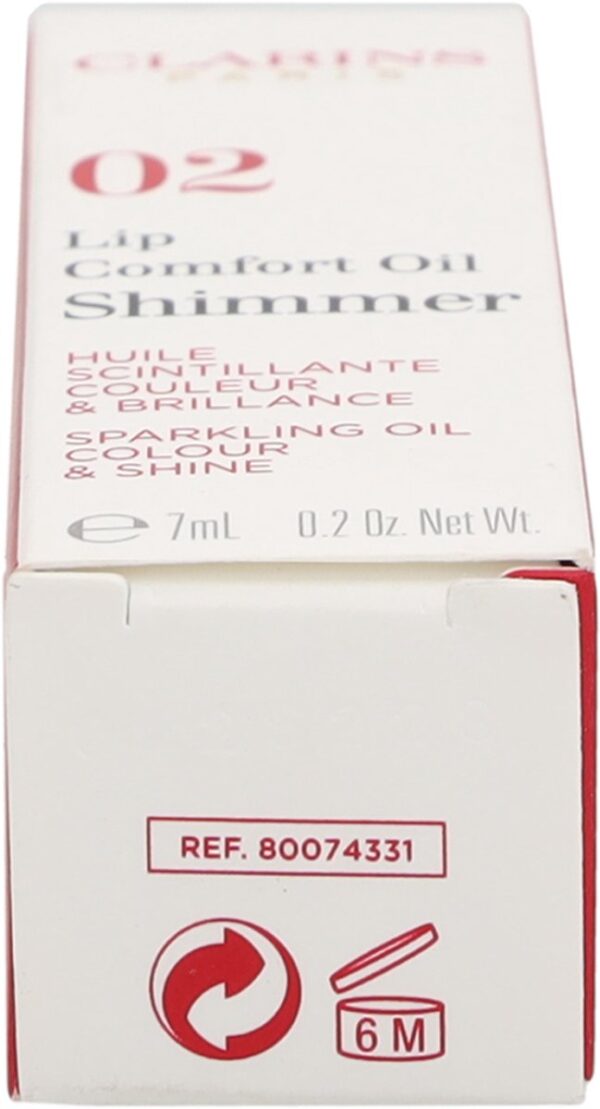 CLARINS
PARIS
02
Lip
Comfort Oil
Shimmer
HUILE
SCINTILLANTE
COULEUR
& BRILLANCE
SPARKLING OIL
COLOUR
& SHINE
℮ 7mL 0.2 Oz. Net Wt.
REF. 80074331
6 M